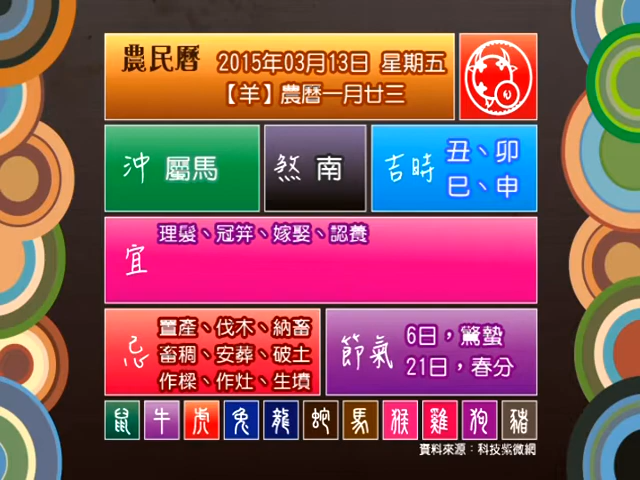 農民曆
2015年03月13日 星期五
【羊】農曆一月廿三
沖 屬馬
煞 南
吉時 丑、卯
巳、申
宜
理髮、冠笄、嫁娶、認養
忌
置產、伐木、納畜
畜稠、安葬、破土
作樑、作灶、生墳
節氣
6日，驚蟄
21日，春分
鼠 牛 虎 兔 龍 蛇 馬 猴 雞 狗 豬
資料來源：科技紫微網